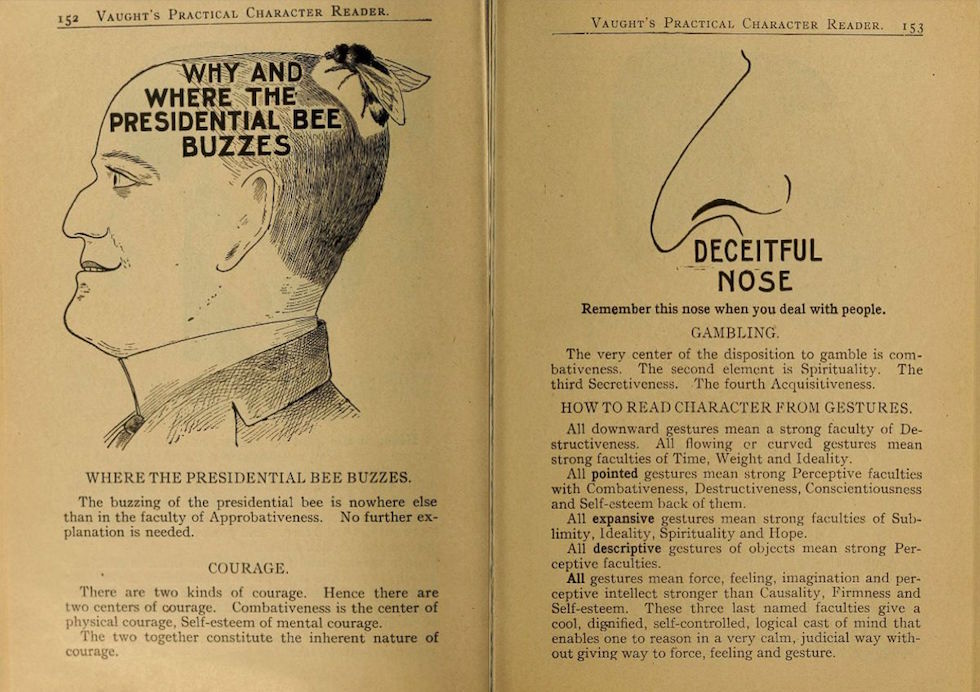 152 VAUGHT'S PRACTICAL CHARACTER READER.
WHY AND
WHERE THE
PRESIDENTIAL BEE
BUZZES
WHERE THE PRESIDENTIAL BEE BUZZES.
The buzzing of the presidential bee is nowhere else
than in the faculty of Approbativeness. No further ex-
planation is needed.
COURAGE.
There are two kinds of courage. Hence there are
two centers of courage. Combativeness is the center of
physical courage, Self-esteem of mental courage.
The two together constitute the inherent nature of
courage.
VAUGHT'S PRACTICAL CHARACTER READER. 153
DECEITFUL
NOSE
Remember this nose when you deal with people.
GAMBLING.
The very center of the disposition to gamble is com-
bativeness. The second element is Spirituality. The
third Secretiveness. The fourth Acquisitiveness.
HOW TO READ CHARACTER FROM GESTURES.
All downward gestures mean a strong faculty of De-
structiveness. All flowing or curved gestures mean
strong faculties of Time, Weight and Ideality.
All pointed gestures mean strong Perceptive faculties
with Combativeness, Destructiveness, Conscientiousness
and Self-esteem back of them.
All expansive gestures mean strong faculties of Sub-
limity, Ideality, Spirituality and Hope.
All descriptive gestures of objects mean strong Per-
ceptive faculties.
All gestures mean force, feeling, imagination and per-
ceptive intellect stronger than Causality, Firmness and
Self-esteem. These three last named faculties give a
cool, dignified, self-controlled, logical cast of mind that
enables one to reason in a very calm, judicial way with-
out giving way to force, feeling and gesture.